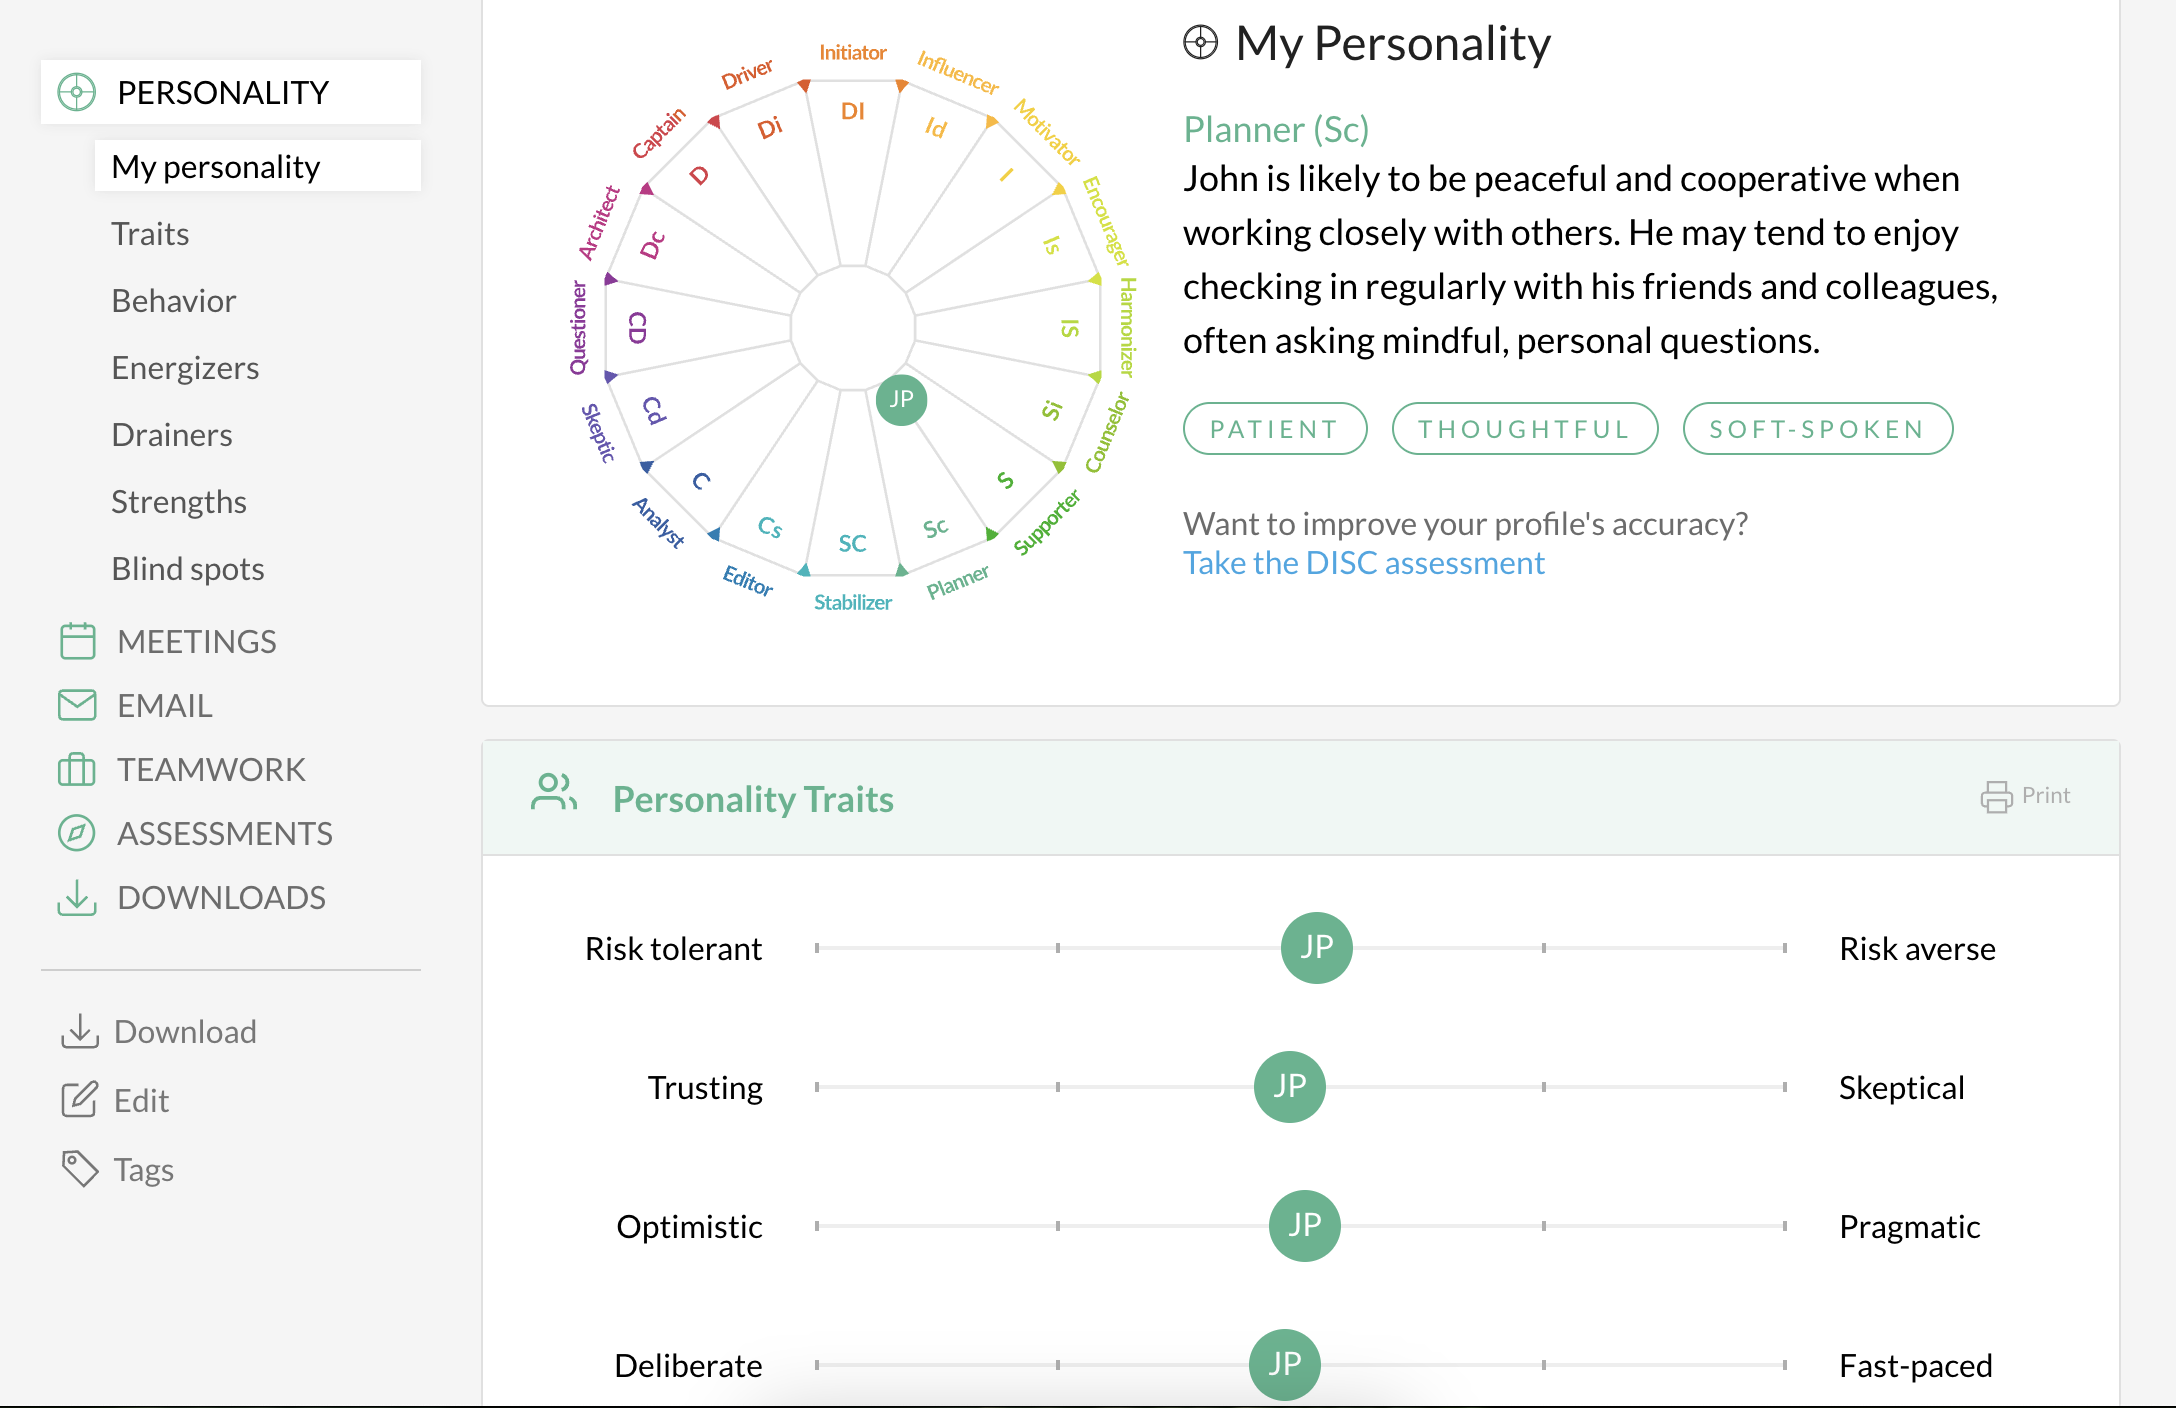 PERSONALITY
My personality
Traits
Behavior
Energizers
Drainers
Strengths
Blind spots
MEETINGS
EMAIL
TEAMWORK
ASSESSMENTS
DOWNLOADS
Download
Edit
Tags
Initiator
Influencer
Motivator
Encourager
Harmonizer
Counselor
Supporter
Planner
Stabilizer
Editor
Analyst
Skeptic
Questioner
Architect
Captain
Driver
DI
Id
I
Is
IS
Si
S
Sc
SC
Cs
C
Cd
CD
Dc
D
Di
JP
My Personality
Planner (Sc)
John is likely to be peaceful and cooperative when
working closely with others. He may tend to enjoy
checking in regularly with his friends and colleagues,
often asking mindful, personal questions.
PATIENT THOUGHTFUL SOFT-SPOKEN
Want to improve your profile's accuracy?
Take the DISC assessment
Personality Traits Print
Risk tolerant JP Risk averse
Trusting JP Skeptical
Optimistic JP Pragmatic
Deliberate JP Fast-paced